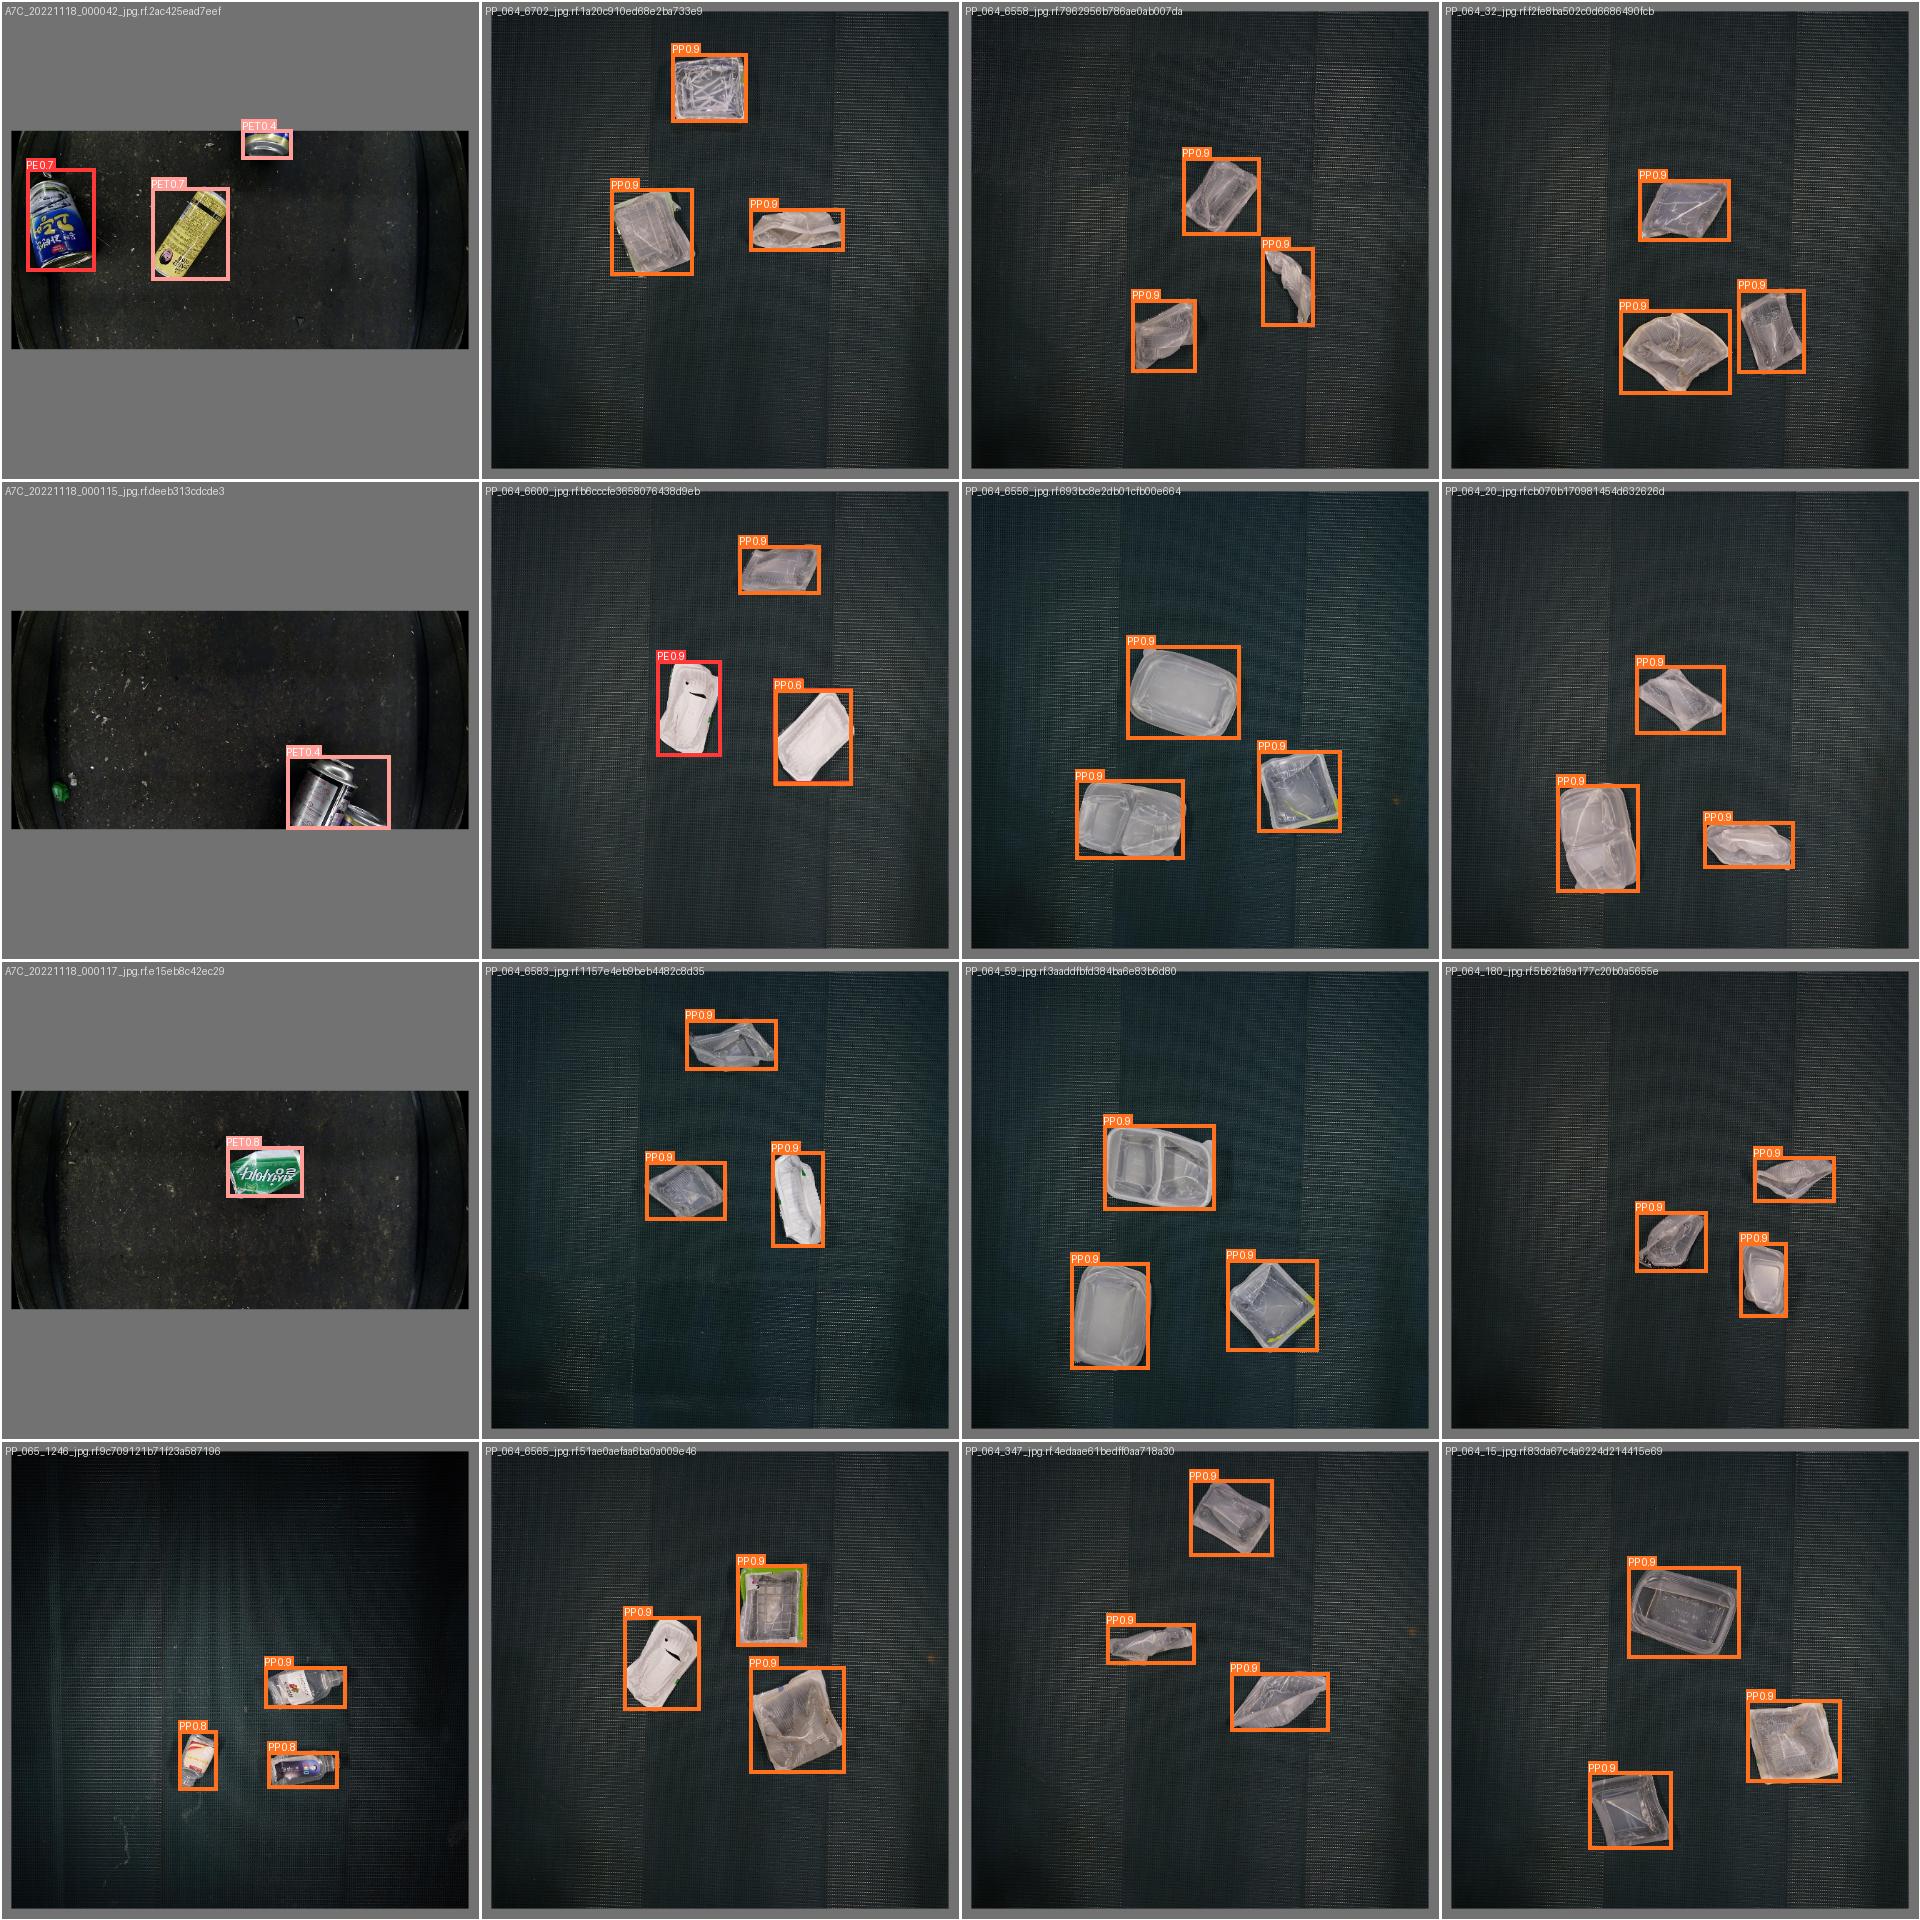 A7C_20221118_000042_jpg.rf.2ac425ead7eef
PE0.7
PET0.7
PET0.4
PP_064_6702_jpg.rf.1a20c910ed68e2ba733e9
PP0.9
PP0.9
PP0.9
PP_064_6558_jpg.rf.7962956b786ae0ab007da
PP0.9
PP0.9
PP0.9
PP_064_32_jpg.rf.f2fe8ba502c0d6686490fcb
PP0.9
PP0.9
PP0.9
A7C_20221118_000115_jpg.rf.deeb313cdcde3
PET0.4
PP_064_6600_jpg.rf.b6cccfe3658076438d9eb
PP0.9
PE0.9
PP0.6
PP_064_6556_jpg.rf.693bc8e2db01cfb00e664
PP0.9
PP0.9
PP0.9
PP_064_20_jpg.rf.cb070b170981454d632626d
PP0.9
PP0.9
PP0.9
A7C_20221118_000117_jpg.rf.e15eb8c42ec29
PET0.8
PP_064_6583_jpg.rf.1157e4eb9beb4482c8d35
PP0.9
PP0.9
PP0.9
PP_064_59_jpg.rf.3aaddfbfd384ba6e83b6d80
PP0.9
PP0.9
PP0.9
PP_064_180_jpg.rf.5b62fa9a177c20b0a5655e
PP0.9
PP0.9
PP0.9
PP_065_1246_jpg.rf.9c709121b71f23a587196
PP0.9
PP0.8
PP0.8
PP_064_6565_jpg.rf.51ae0aefaa6ba0a009e46
PP0.9
PP0.9
PP0.9
PP_064_347_jpg.rf.4edaae61bedff0aa718a30
PP0.9
PP0.9
PP0.9
PP_064_15_jpg.rf.83da67c4a6224d214415e69
PP0.9
PP0.9
PP0.9